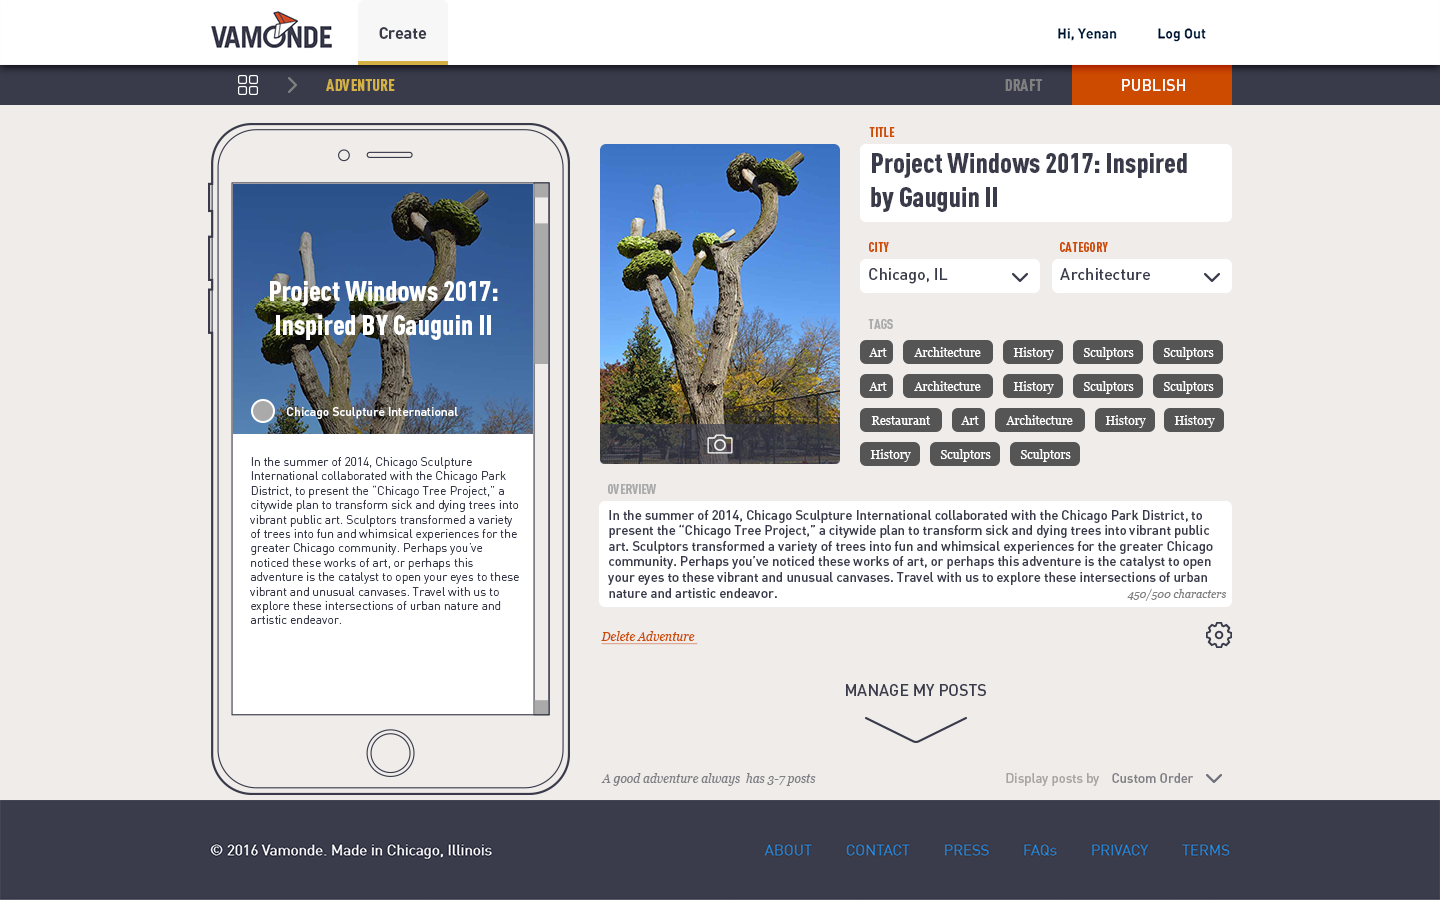 VAMONDE
Create
Hi, Yenan
Log Out
ADVENTURE
DRAFT
PUBLISH
Project Windows 2017:
Inspired BY Gauguin II
Chicago Sculpture International
In the summer of 2014, Chicago Sculpture
International collaborated with the Chicago Park
District, to present the “Chicago Tree Project,” a
citywide plan to transform sick and dying trees into
vibrant public art. Sculptors transformed a variety
of trees into fun and whimsical experiences for the
greater Chicago community. Perhaps you’ve
noticed these works of art, or perhaps this
adventure is the catalyst to open your eyes to these
vibrant and unusual canvases. Travel with us to
explore these intersections of urban nature and
artistic endeavor.
TITLE
Project Windows 2017: Inspired
by Gauguin II
CITY
CATEGORY
Chicago, IL
Architecture
TAGS
Art Architecture History Sculptors Sculptors
Art Architecture History Sculptors Sculptors
Restaurant Art Architecture History History
History Sculptors Sculptors
OVERVIEW
In the summer of 2014, Chicago Sculpture International collaborated with the Chicago Park District, to
present the “Chicago Tree Project,” a citywide plan to transform sick and dying trees into vibrant public
art. Sculptors transformed a variety of trees into fun and whimsical experiences for the greater Chicago
community. Perhaps you’ve noticed these works of art, or perhaps this adventure is the catalyst to open
your eyes to these vibrant and unusual canvases. Travel with us to explore these intersections of urban
nature and artistic endeavor.
450/500 characters
Delete Adventure
MANAGE MY POSTS
A good adventure always has 3-7 posts
Display posts by Custom Order
© 2016 Vamonde. Made in Chicago, Illinois
ABOUT CONTACT PRESS FAQs PRIVACY TERMS